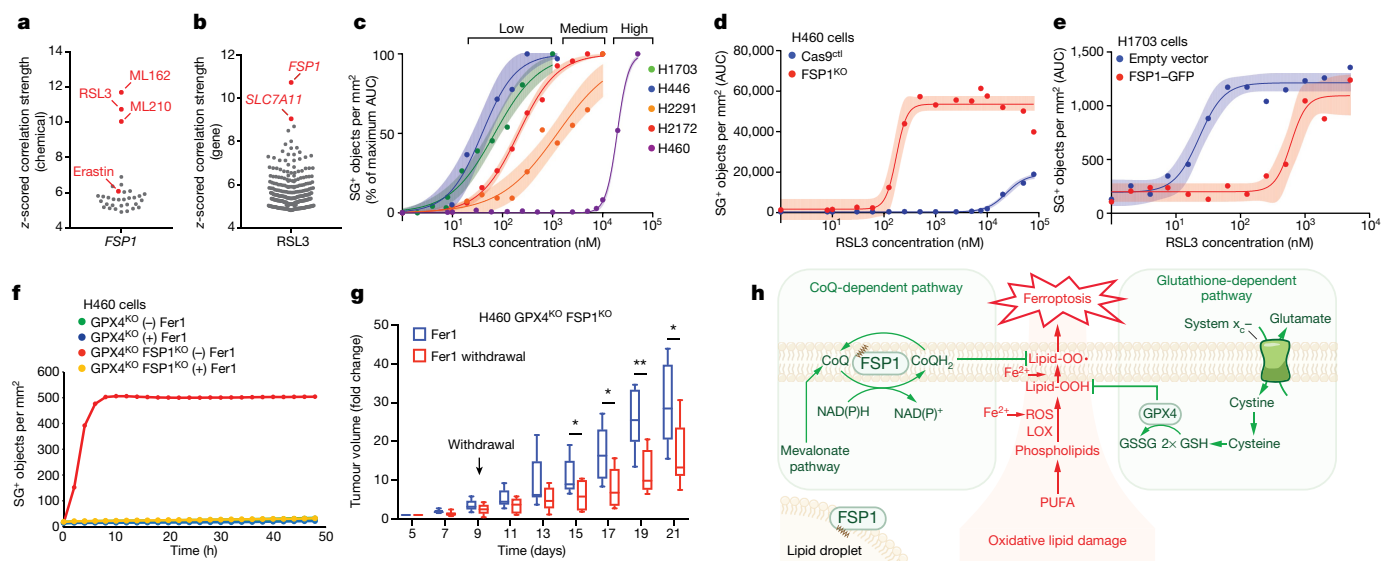 a
z-scored correlation strength
(chemical)
14
12
10
8
6
4
ML162
RSL3
ML210
Erastin
FSP1
b
z-scored correlation strength
(gene)
12
10
8
6
4
FSP1
SLC7A11
RSL3
c
Low
Medium
High
SG+ objects per mm2
(% of maximum AUC)
100
50
0
1
10
10²
10³
10⁴
10⁵
RSL3 concentration (nM)
H1703
H446
H2291
H2172
H460
d
H460 cells
Cas9ctl
FSP1KO
SG+ objects per mm2 (AUC)
80,000
60,000
40,000
20,000
0
10¹
10²
10³
10⁴
10⁵
RSL3 concentration (nM)
e
H1703 cells
Empty vector
FSP1–GFP
SG+ objects per mm2 (AUC)
1,500
1,000
500
0
10¹
10²
10³
10⁴
RSL3 concentration (nM)
f
H460 cells
GPX4KO (–) Fer1
GPX4KO (+) Fer1
GPX4KO FSP1KO (–) Fer1
GPX4KO FSP1KO (+) Fer1
SG+ objects per mm2
600
500
400
300
200
100
0
0
10
20
30
40
50
Time (h)
g
H460 GPX4KO FSP1KO
Fer1
Fer1 withdrawal
Tumour volume (fold change)
50
40
30
20
10
0
Withdrawal
*
*
**
*
5
7
9
11
13
15
17
19
21
Time (days)
h
CoQ-dependent pathway
Ferroptosis
Glutathione-dependent
pathway
System xc–
Glutamate
CoQ
FSP1
CoQH2
Lipid-OO•
Fe2+
Lipid-OOH
NAD(P)H
NAD(P)+
Mevalonate
pathway
Fe2+
ROS
LOX
Phospholipids
PUFA
Oxidative lipid damage
GPX4
GSSG
2× GSH
Cysteine
Cystine
FSP1
Lipid droplet